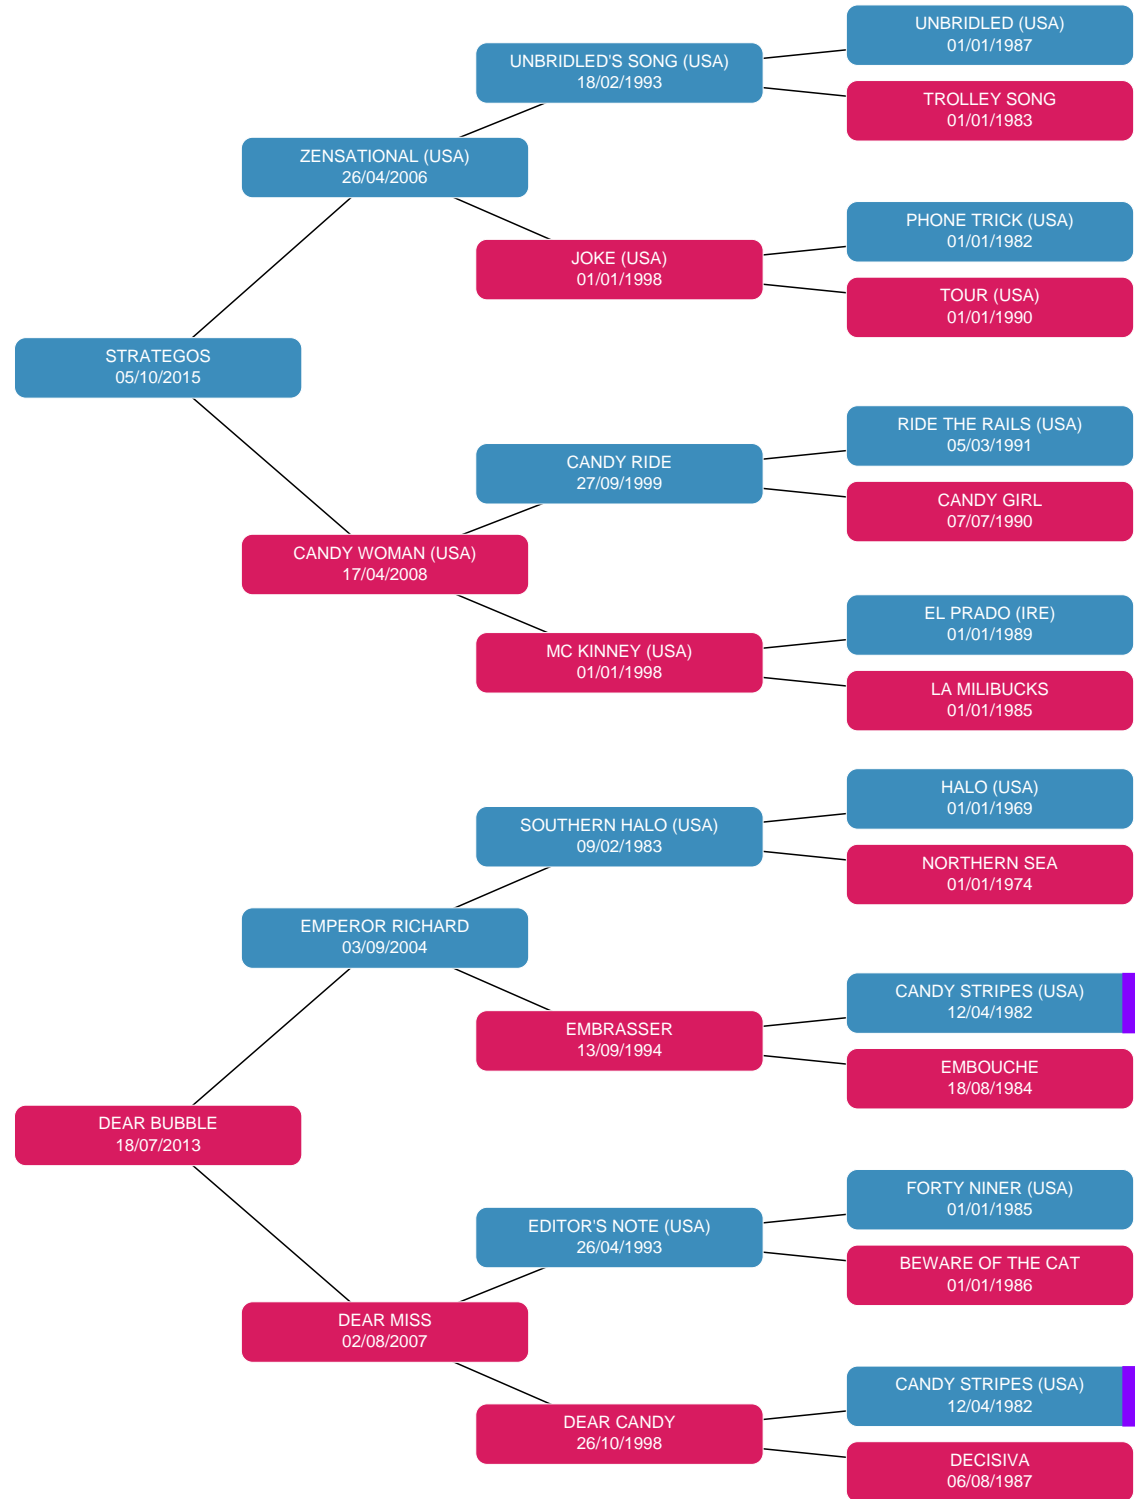 UNBRIDLED (USA)
01/01/1987
UNBRIDLED'S SONG (USA)
18/02/1993
TROLLEY SONG
01/01/1983
ZENSATIONAL (USA)
26/04/2006
PHONE TRICK (USA)
01/01/1982
JOKE (USA)
01/01/1998
TOUR (USA)
01/01/1990
STRATEGOS
05/10/2015
RIDE THE RAILS (USA)
05/03/1991
CANDY RIDE
27/09/1999
CANDY GIRL
07/07/1990
CANDY WOMAN (USA)
17/04/2008
EL PRADO (IRE)
01/01/1989
MC KINNEY (USA)
01/01/1998
LA MILIBUCKS
01/01/1985
HALO (USA)
01/01/1969
SOUTHERN HALO (USA)
09/02/1983
NORTHERN SEA
01/01/1974
EMPEROR RICHARD
03/09/2004
CANDY STRIPES (USA)
12/04/1982
EMBRASSER
13/09/1994
EMBOUCHE
18/08/1984
DEAR BUBBLE
18/07/2013
FORTY NINER (USA)
01/01/1985
EDITOR'S NOTE (USA)
26/04/1993
BEWARE OF THE CAT
01/01/1986
DEAR MISS
02/08/2007
CANDY STRIPES (USA)
12/04/1982
DEAR CANDY
26/10/1998
DECISIVA
06/08/1987